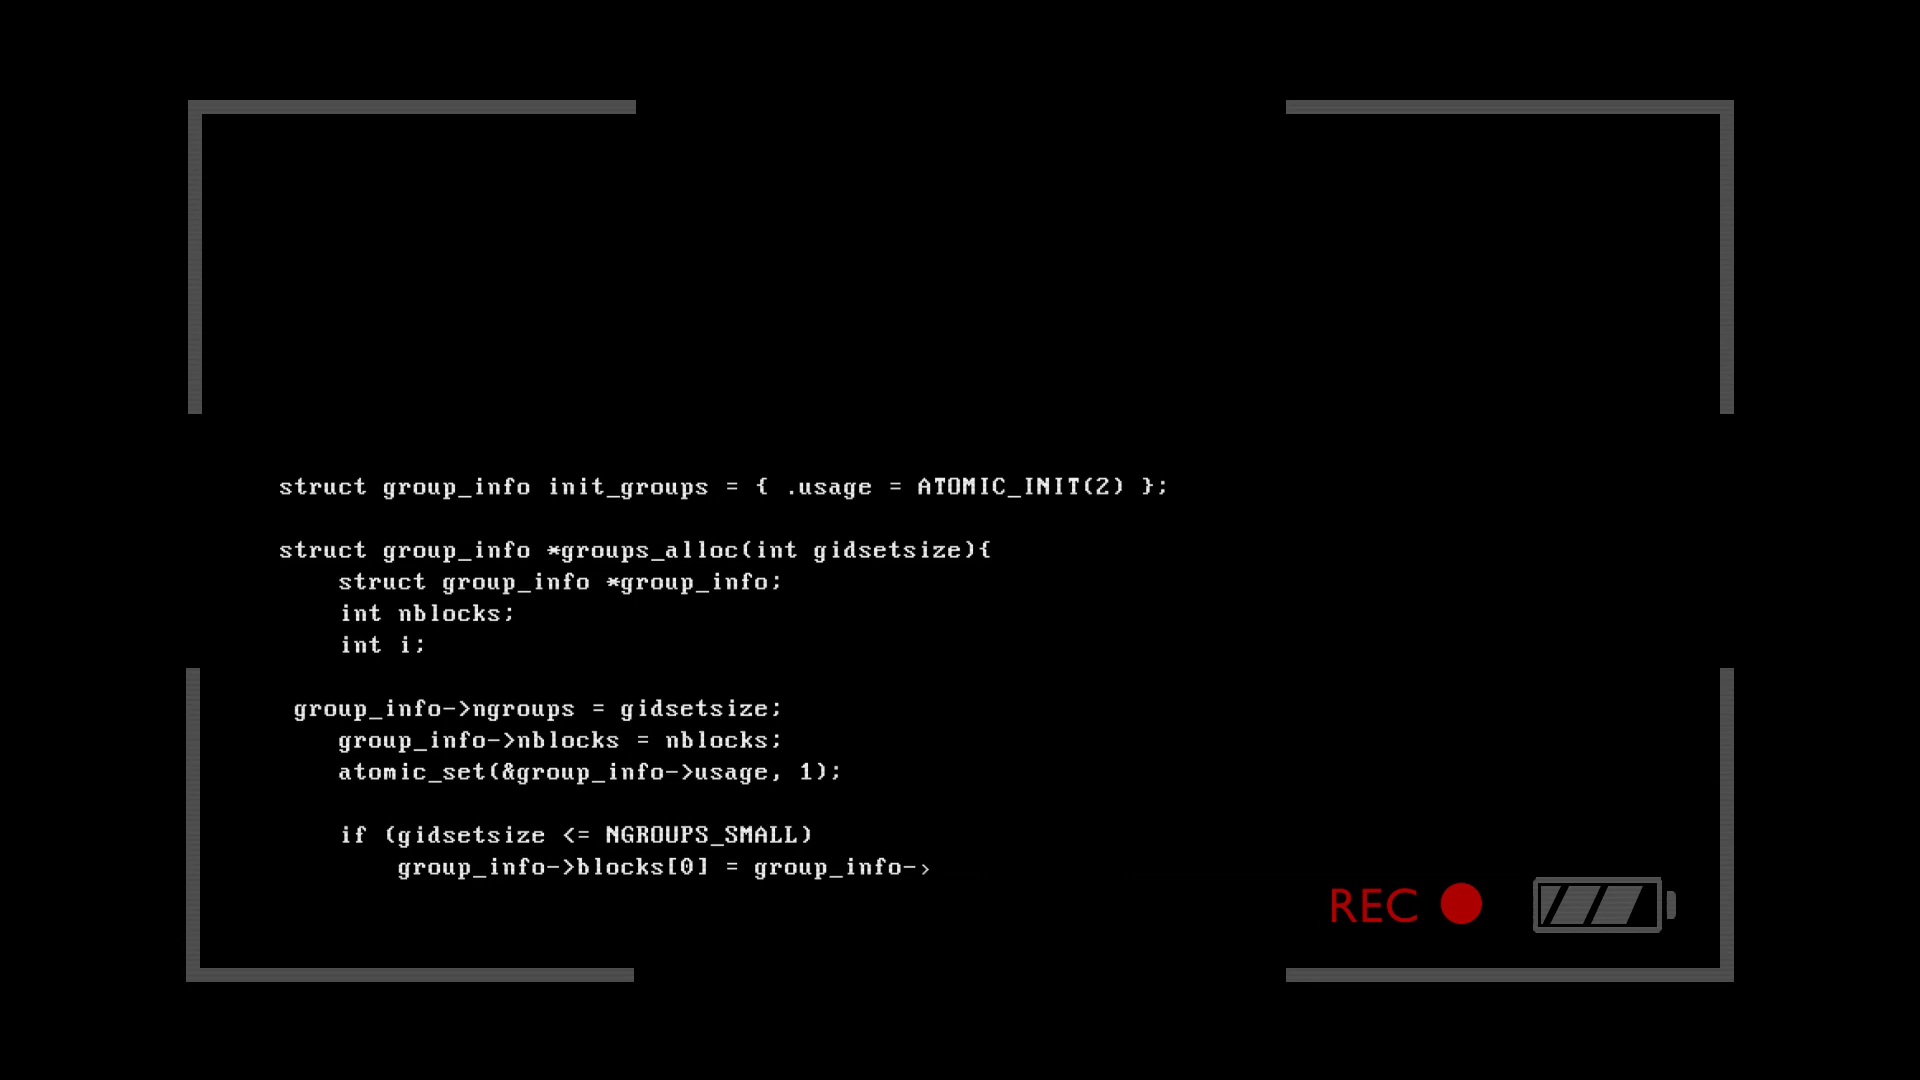 struct group_info init_groups = { .usage = ATOMIC_INIT(2) };
struct group_info *groups_alloc(int gidsetsize){
struct group_info *group_info;
int nblocks;
int i;
group_info->ngroups = gidsetsize;
group_info->nblocks = nblocks;
atomic_set(&group_info->usage, 1);
if (gidsetsize <= NGROUPS_SMALL)
group_info->blocks[0] = group_info->
REC